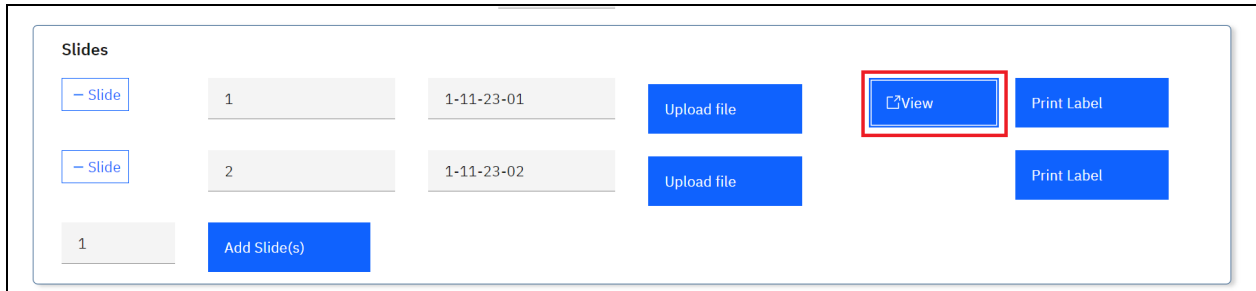 Slides
— Slide 1 1-11-23-01 Upload file View Print Label
— Slide 2 1-11-23-02 Upload file Print Label
1 Add Slide(s)